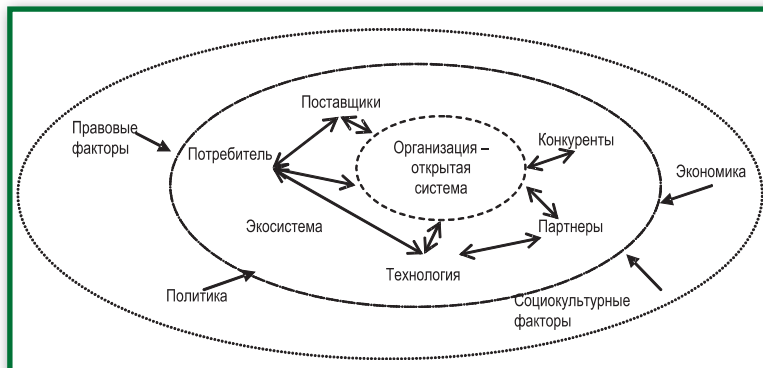 Поставщики
Правовые
факторы
Потребитель
Организация –
открытая
система
Конкуренты
Экономика
Экосистема
Партнеры
Технология
Политика
Социокультурные
факторы